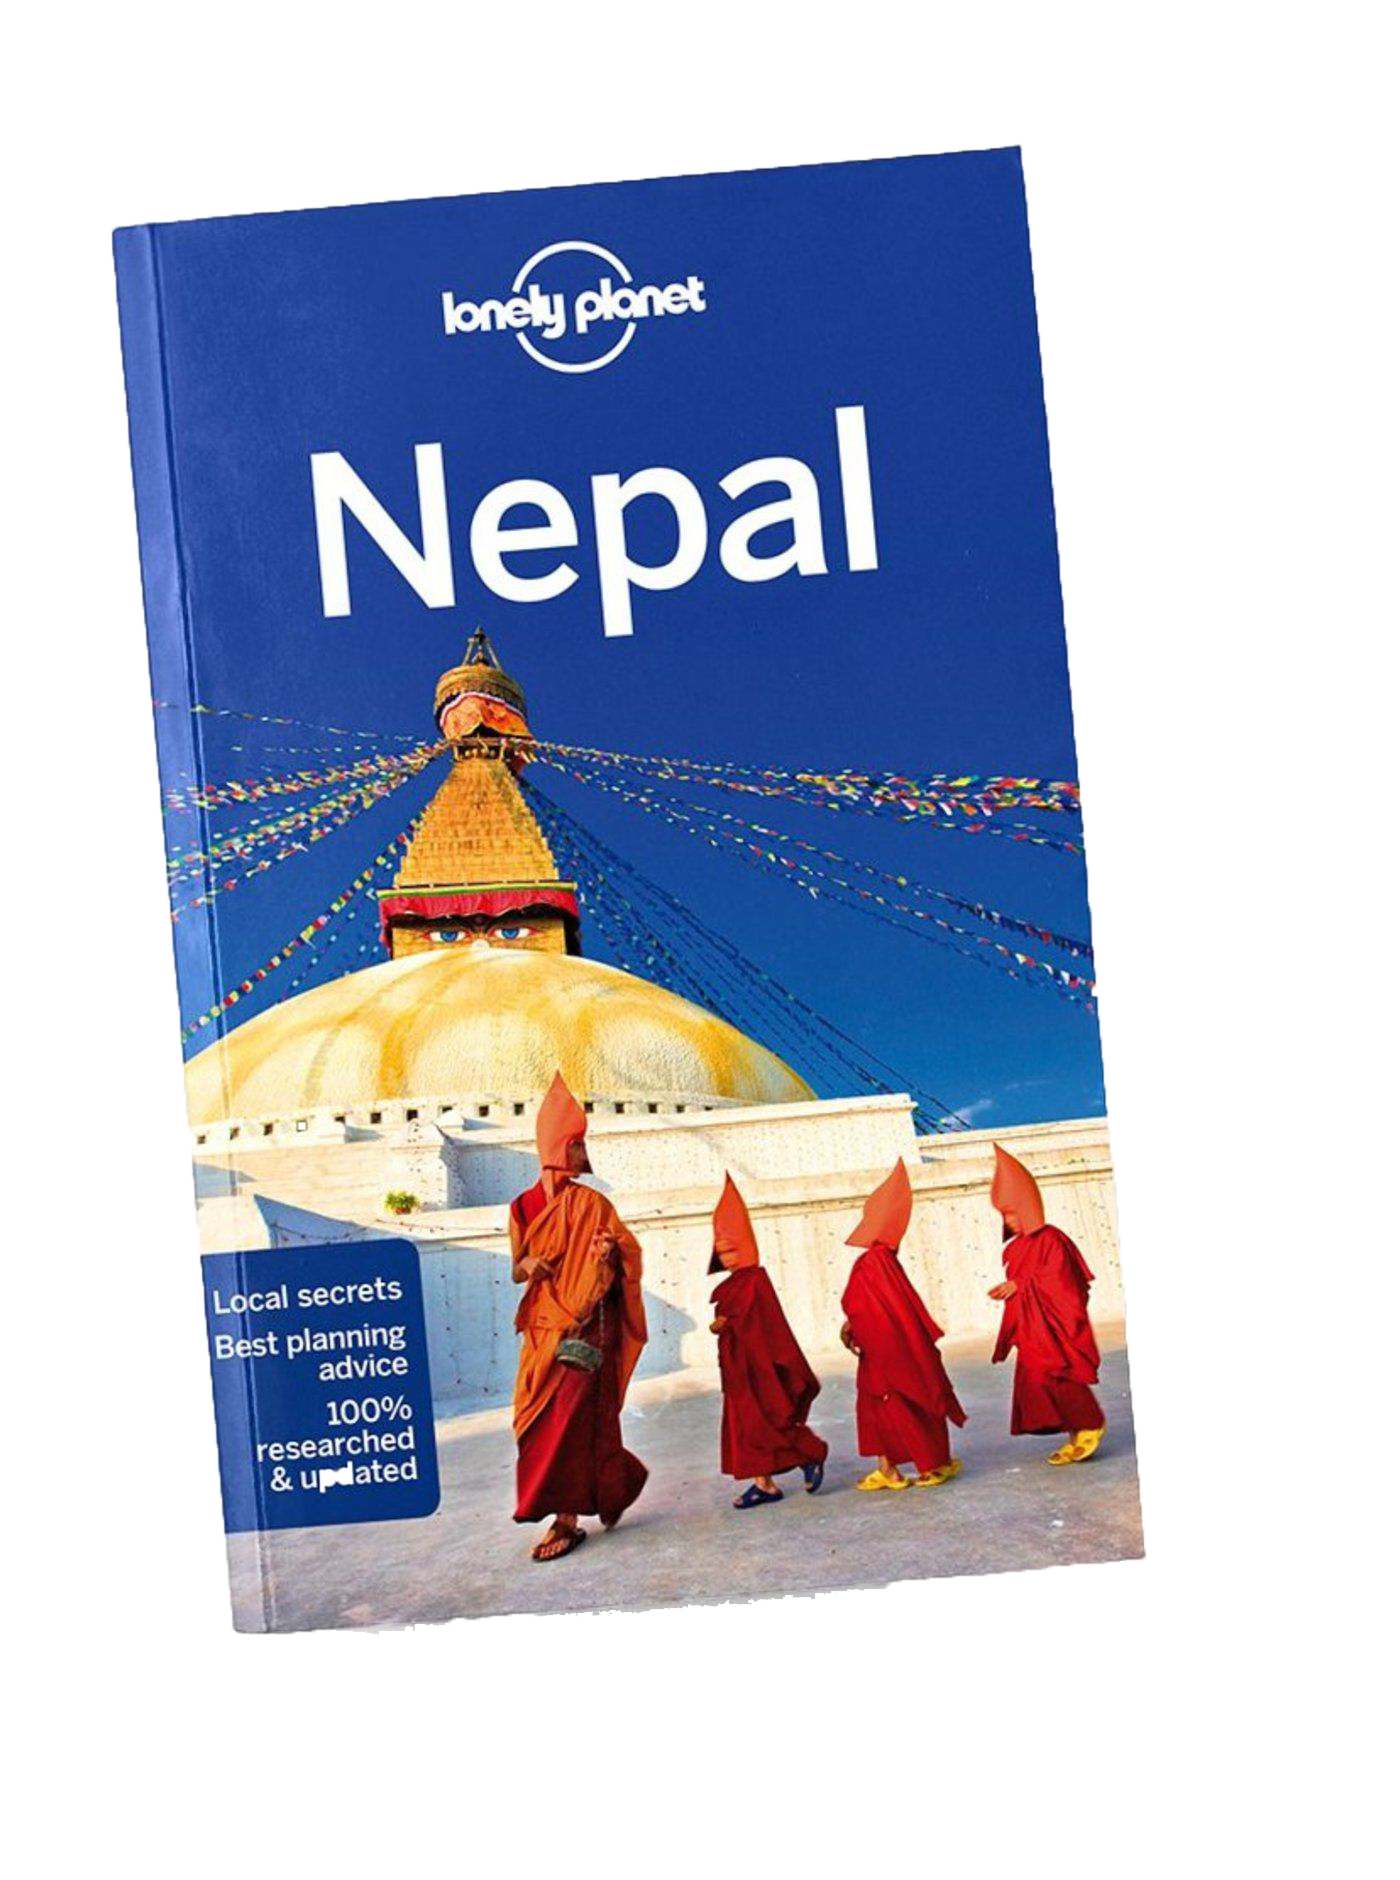 lonely planet
Nepal
Local secrets
Best planning
advice
100%
researched
& updated